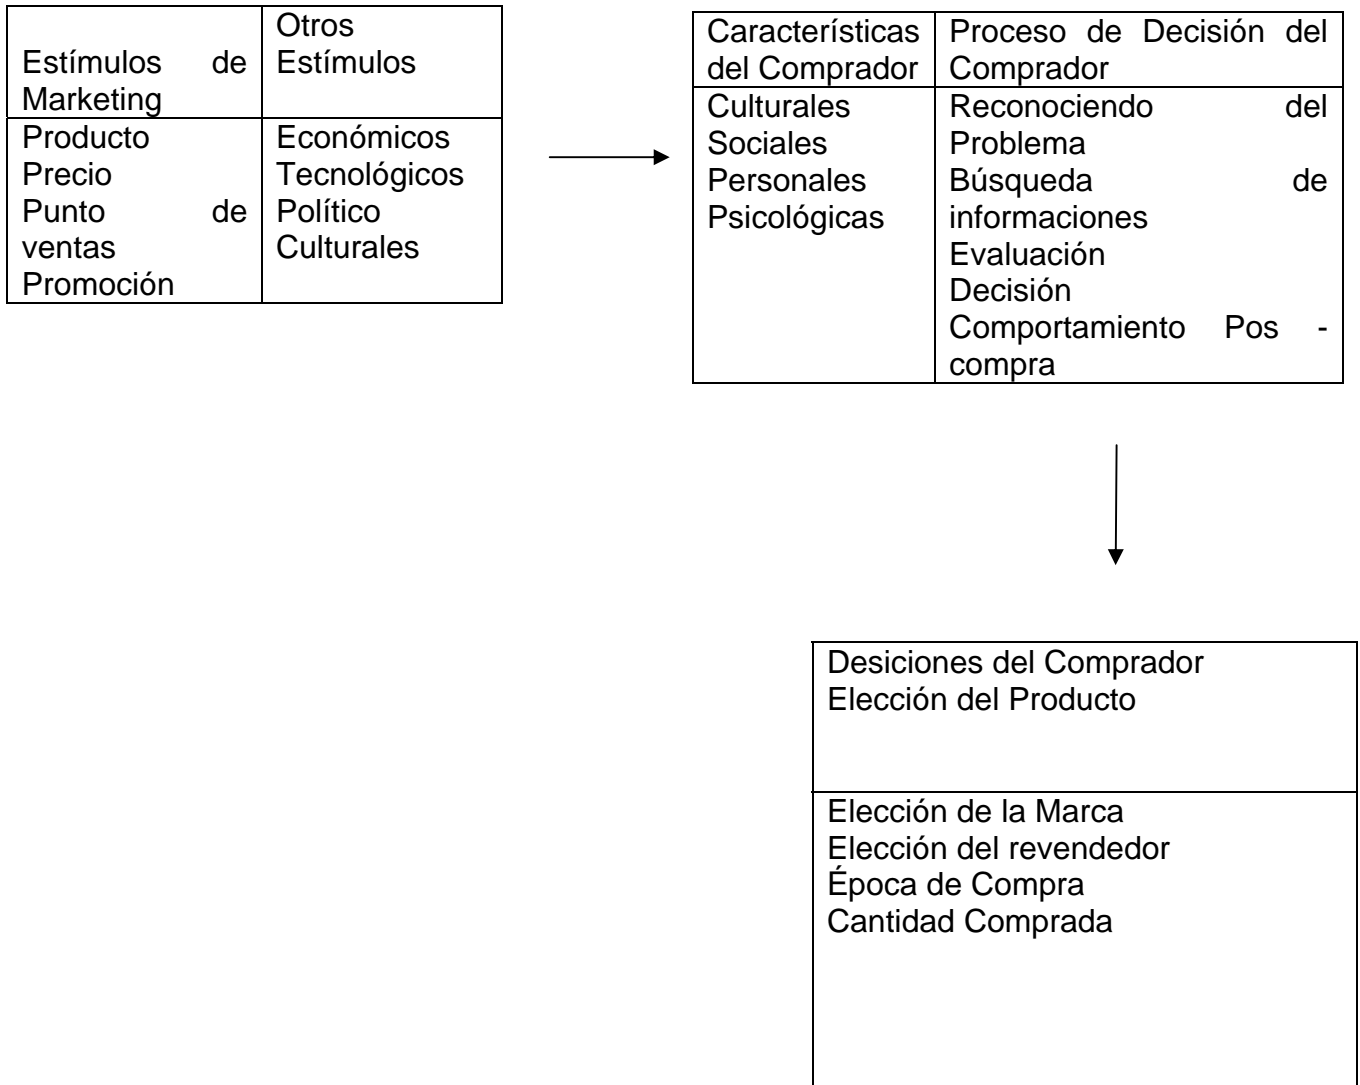 Estímulos de
Marketing
Otros
Estímulos
Producto
Precio
Punto de
ventas
Promoción
Económicos
Tecnológicos
Político
Culturales
Características
del Comprador
Proceso de Decisión del
Comprador
Culturales
Sociales
Personales
Psicológicas
Reconociendo del
Problema
Búsqueda de
informaciones
Evaluación
Decisión
Comportamiento Pos -
compra
Desiciones del Comprador
Elección del Producto
Elección de la Marca
Elección del revendedor
Época de Compra
Cantidad Comprada